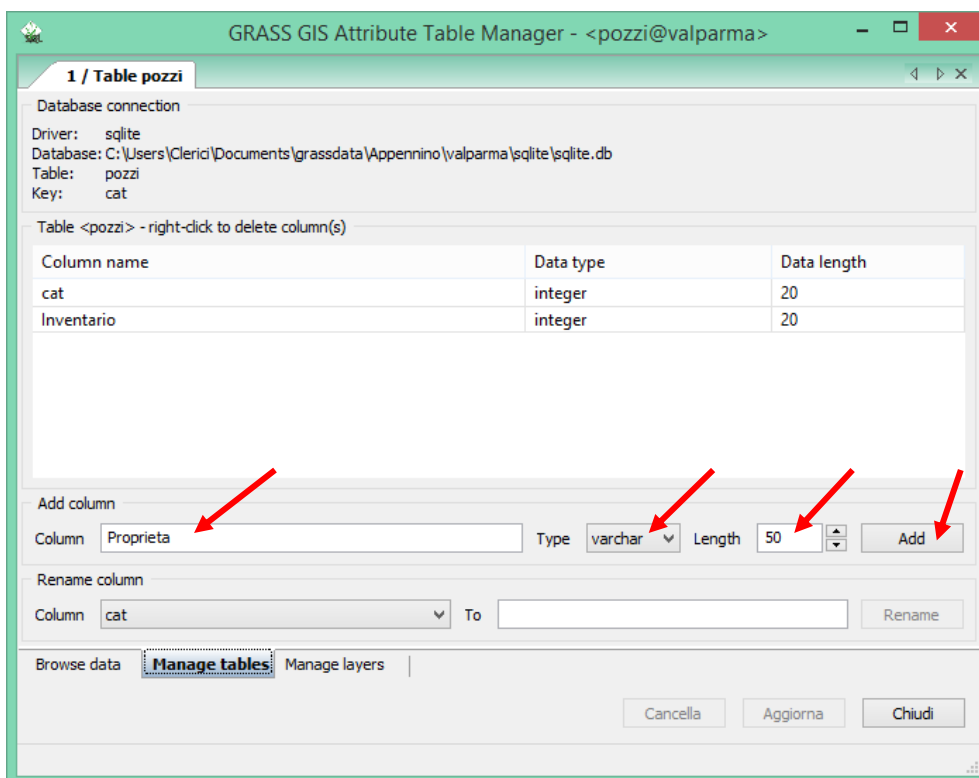 GRASS GIS Attribute Table Manager - <pozzi@valparma>
1 / Table pozzi
Database connection
Driver: sqlite
Database: C:\Users\Clerici\Documents\grassdata\Appennino\valparma\sqlite\sqlite.db
Table: pozzi
Key: cat
Table <pozzi> - right-click to delete column(s)
Column name Data type Data length
cat integer 20
Inventario integer 20
Add column
Column Proprieta Type varchar Length 50 Add
Rename column
Column cat To Rename
Browse data Manage tables Manage layers
Cancella Aggiorna Chiudi